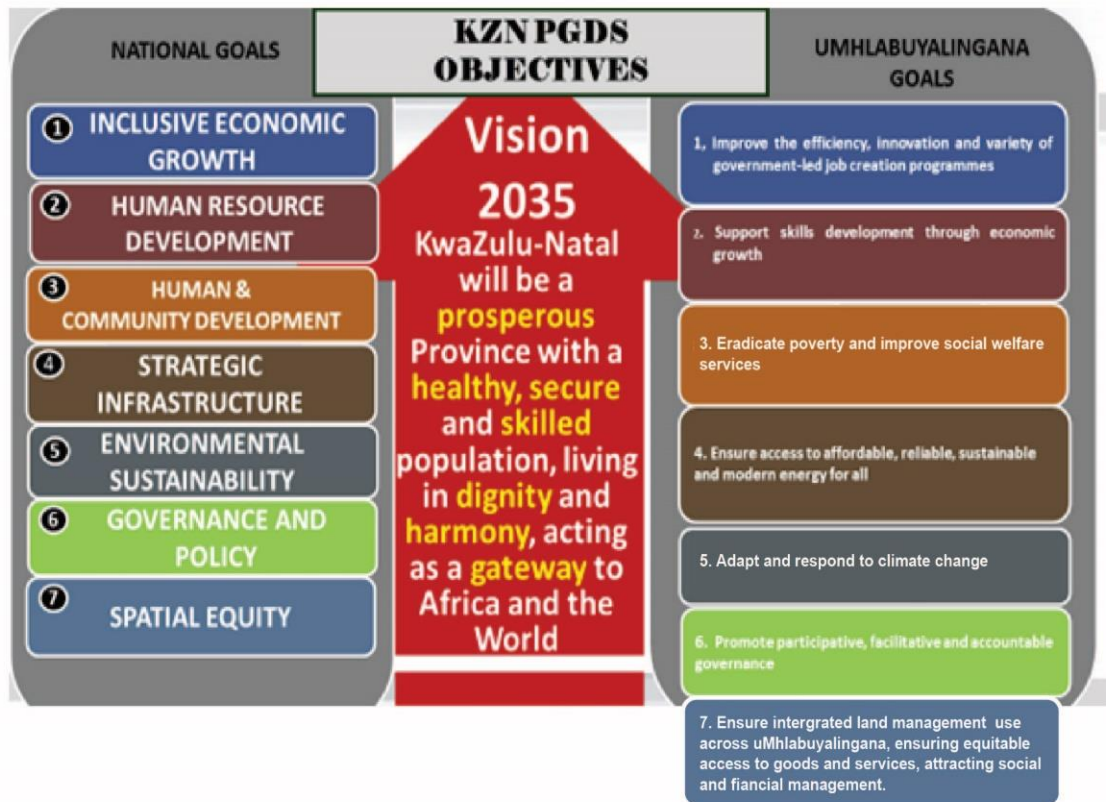 KZN PGDS
OBJECTIVES
NATIONAL GOALS
1 INCLUSIVE ECONOMIC
GROWTH
2 HUMAN RESOURCE
DEVELOPMENT
3 HUMAN &
COMMUNITY DEVELOPMENT
4 STRATEGIC
INFRASTRUCTURE
5 ENVIRONMENTAL
SUSTAINABILITY
6 GOVERNANCE AND
POLICY
7 SPATIAL EQUITY
Vision
2035
KwaZulu-Natal
will be a
prosperous
Province with a
healthy, secure
and skilled
population, living
in dignity and
harmony, acting
as a gateway to
Africa and the
World
UMHLABUYALINGANA
GOALS
1, Improve the efficiency, innovation and variety of
government-led job creation programmes
2. Support skills development through economic
growth
3. Eradicate poverty and improve social welfare
services
4. Ensure access to affordable, reliable, sustainable
and modern energy for all
5. Adapt and respond to climate change
6. Promote participative, facilitative and accountable
governance
7. Ensure intergrated land management use
across uMhlabuyalingana, ensuring equitable
access to goods and services, attracting social
and fiancial management.